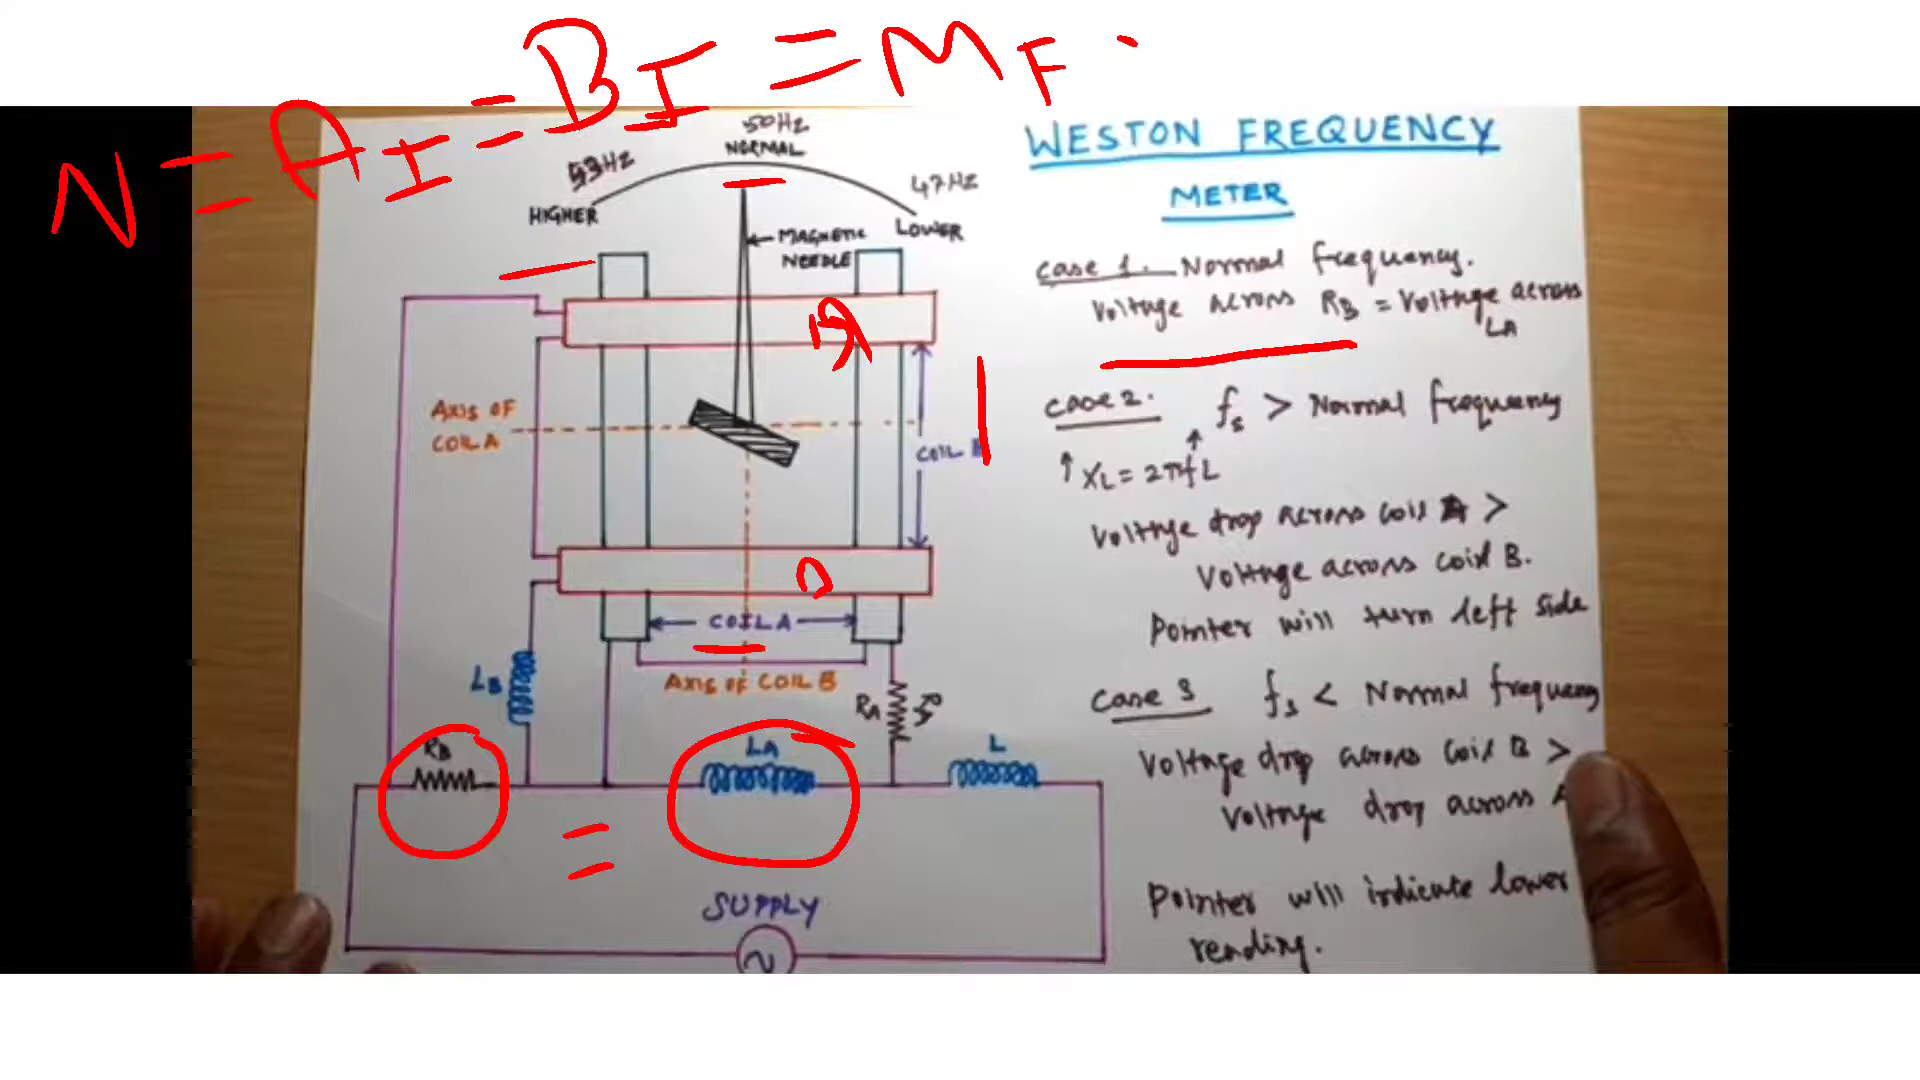 N = A I = B I = M F .
WESTON FREQUENCY
METER
50HZ
NORMAL
53HZ
HIGHER
47HZ
LOWER
MAGNETIC
NEEDLE
AXIS OF
COIL A
COIL B
COIL A
AXIS OF COIL B
LB
RB
LA
RA
L
SUPPLY
Case 1. Normal frequency.
Voltage across RB = Voltage across
LA
Case 2. fs > Normal frequency
↑ XL = 2πf↑L
Voltage drop across coil A >
Voltage across coil B.
Pointer will turn left side
Case 3 fs < Normal frequency
Voltage drop across coil B >
Voltage drop across A
Pointer will indicate lower
reading.